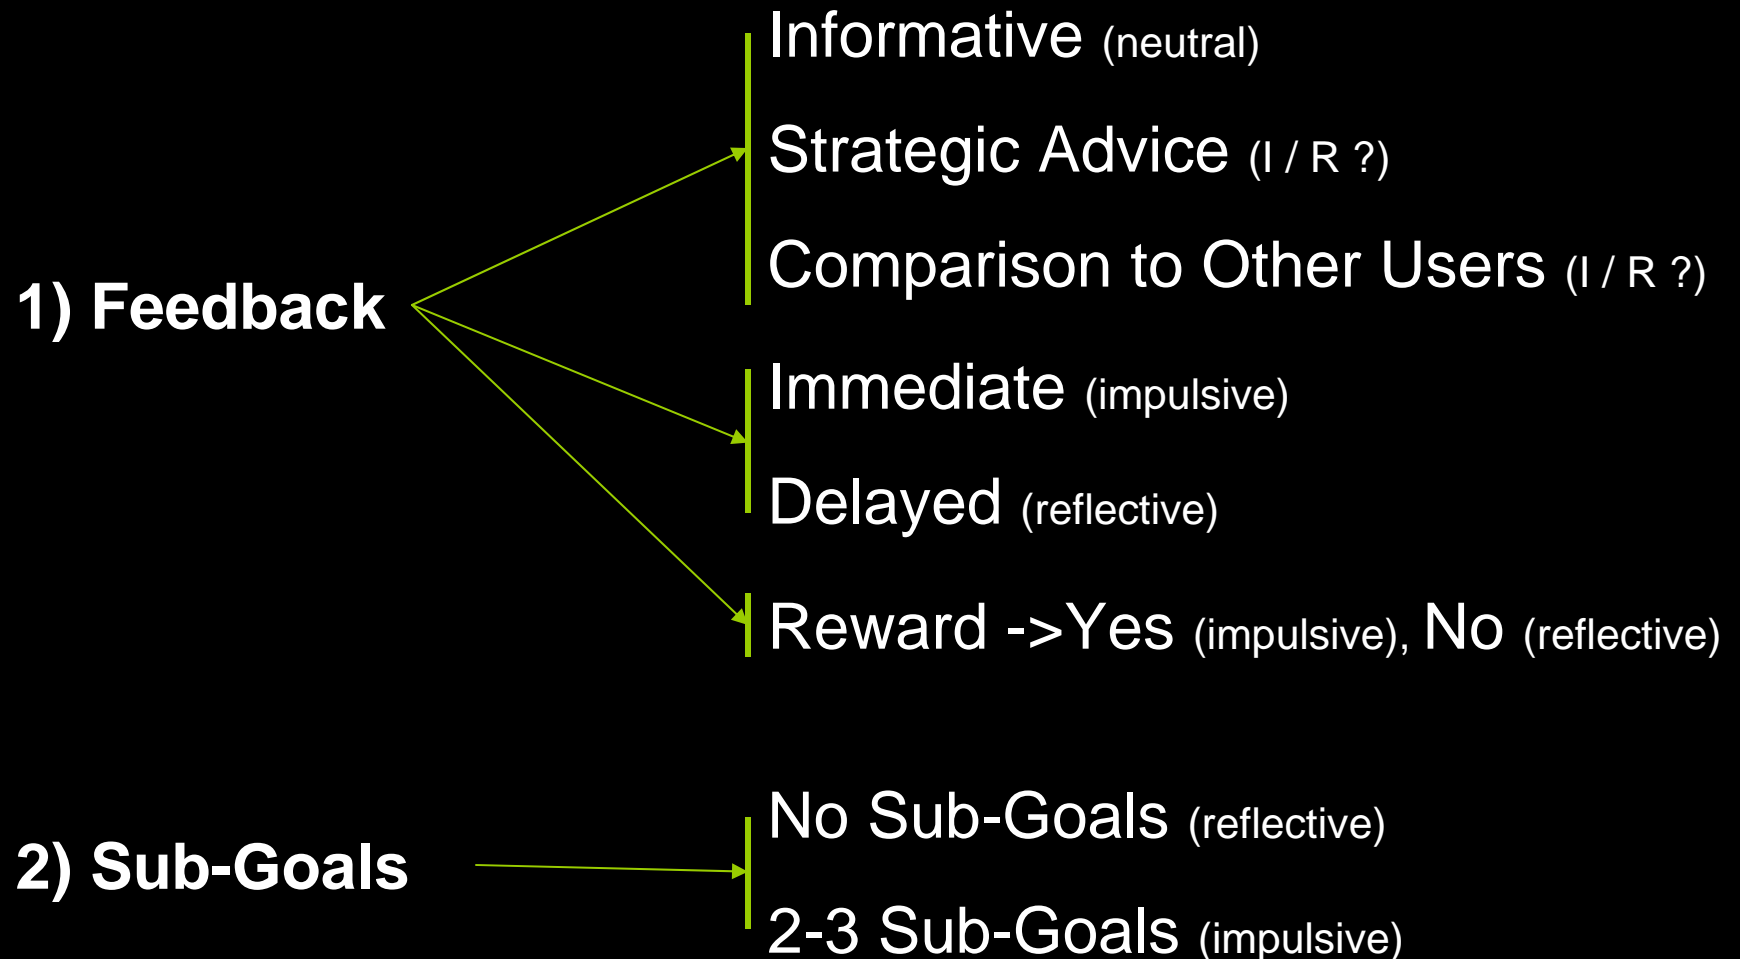 1) Feedback
Informative (neutral)
Strategic Advice (I / R ?)
Comparison to Other Users (I / R ?)
Immediate (impulsive)
Delayed (reflective)
Reward ->Yes (impulsive), No (reflective)
2) Sub-Goals
No Sub-Goals (reflective)
2-3 Sub-Goals (impulsive)